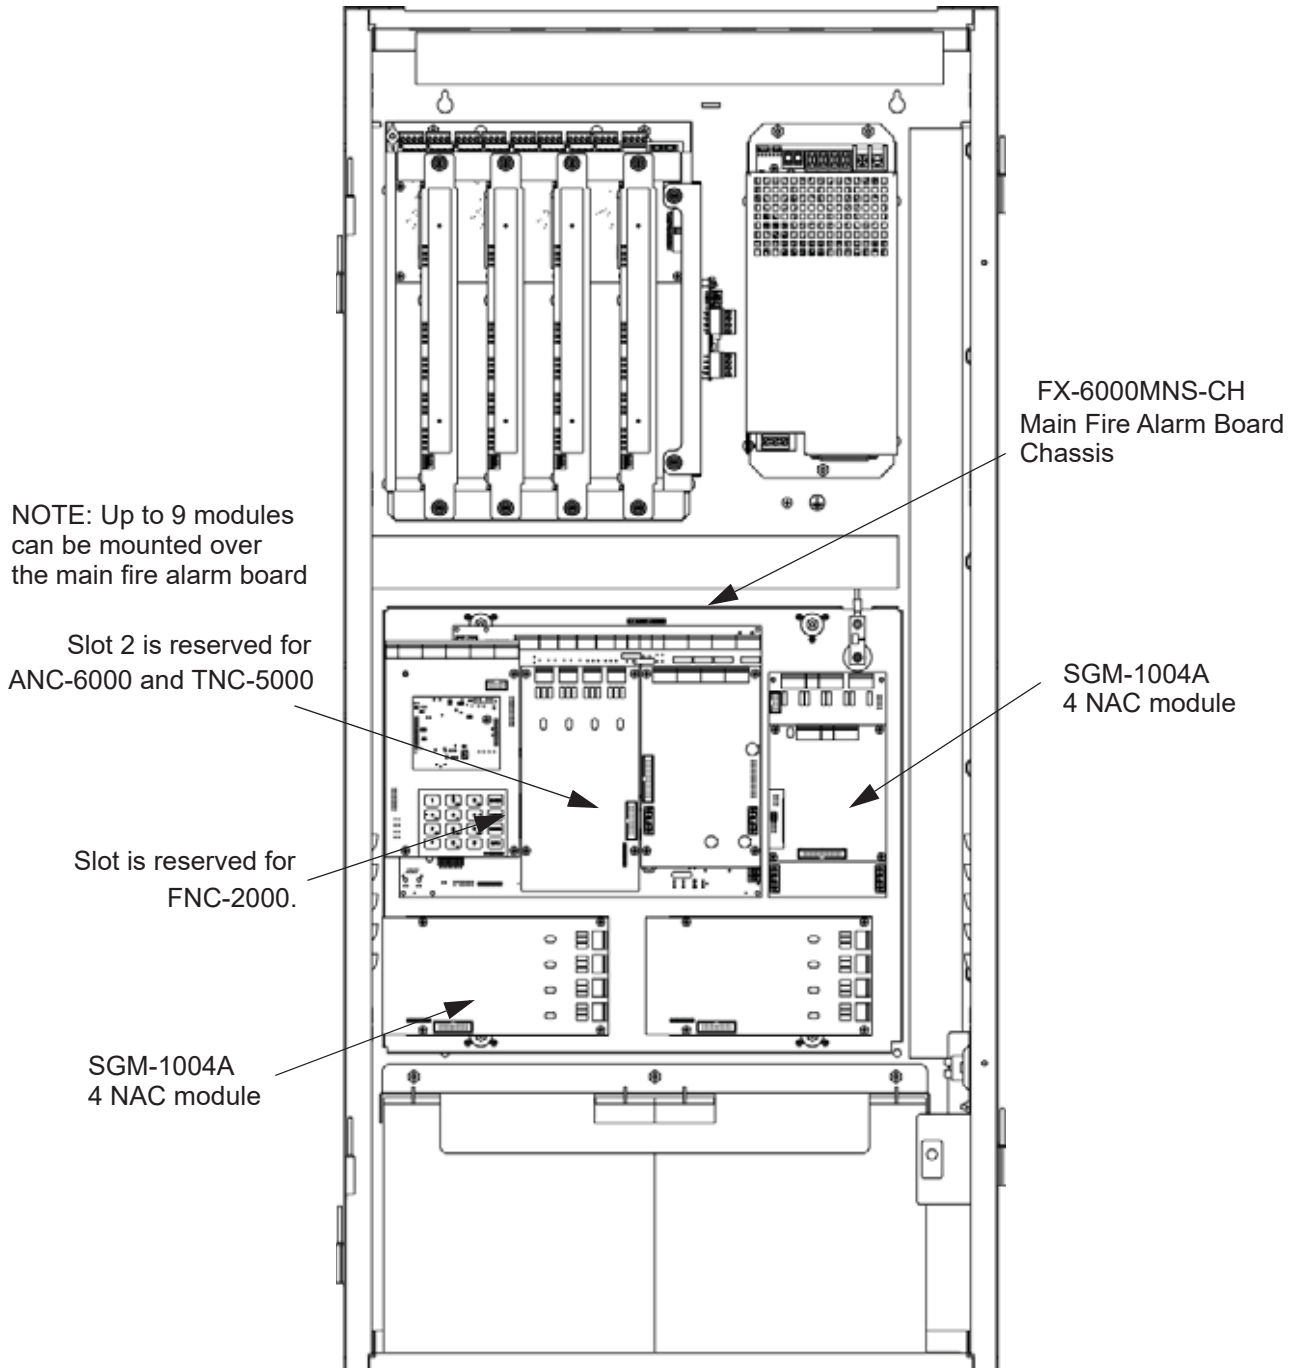 FX-6000MNS-CH
Main Fire Alarm Board
Chassis
NOTE: Up to 9 modules
can be mounted over
the main fire alarm board
Slot 2 is reserved for
ANC-6000 and TNC-5000
SGM-1004A
4 NAC module
Slot is reserved for
FNC-2000.
SGM-1004A
4 NAC module